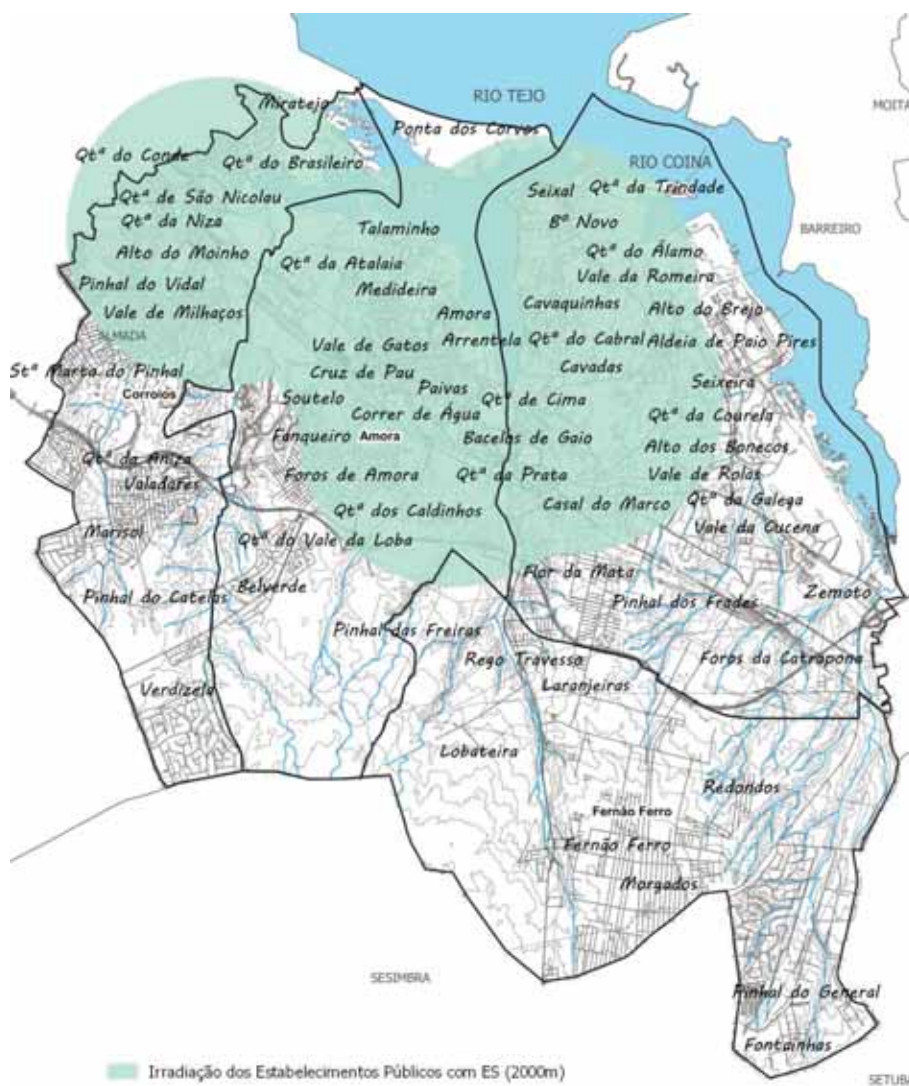 RIO TEJO
MOITA
Miratejo
Ponta dos Corvos
Qtª do Conde
Qtª do Brasileiro
RIO COINA
Seixal
Qtª da Trindade
Qtª de São Nicolau
Qtª da Niza
Talaminho
Bº Novo
BARREIRO
Alto do Moinho
Qtª da Atalaia
Qtª do Álamo
Pinhal do Vidal
Medideira
Vale da Romeira
Vale de Milhaços
Amora
Cavaquinhas
Alto do Brejo
ALMADA
Vale de Gatos
Arrentela
Qtª do Cabral
Aldeia de Paio Pires
Stª Marta do Pinhal
Cruz de Pau
Cavadas
Corroios
Soutelo
Paivas
Qtª de Cima
Seixeira
Correr de Água
Qtª da Courela
Fanqueiro
Amora
Bacelos de Gaio
Alto dos Bonecos
Qtª da Aniza
Valadares
Foros de Amora
Qtª da Prata
Vale de Rolas
Qtª dos Caldinhos
Casal do Marco
Qtª da Galega
Marisol
Qtª do Vale da Loba
Vale da Cucena
Pinhal do Catelas
Belverde
Flor da Mata
Pinhal dos Frades
Zemoto
Pinhal das Freiras
Rego Travesso
Foros da Catrapona
Verdizela
Laranjeiras
Lobateira
Redondos
Fernão Ferro
Fernão Ferro
Morgados
SESIMBRA
Pinhal do General
Fontainhas
Irradiação dos Estabelecimentos Públicos com ES (2000m)
SETUBA